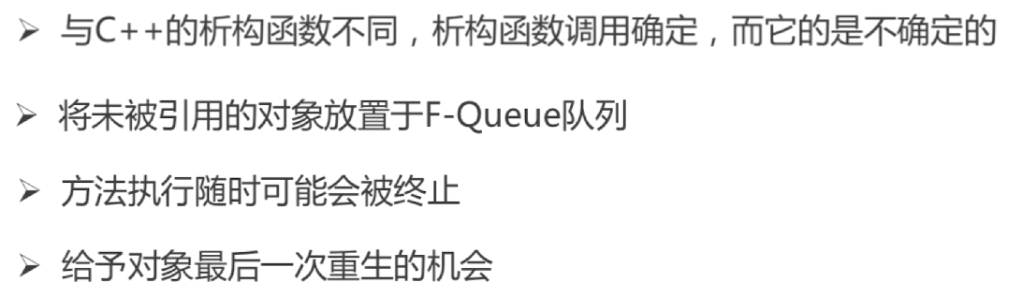 ➢ 与C++的析构函数不同，析构函数调用确定，而它的是不确定的
➢ 将未被引用的对象放置于F-Queue队列
➢ 方法执行随时可能会被终止
➢ 给予对象最后一次重生的机会